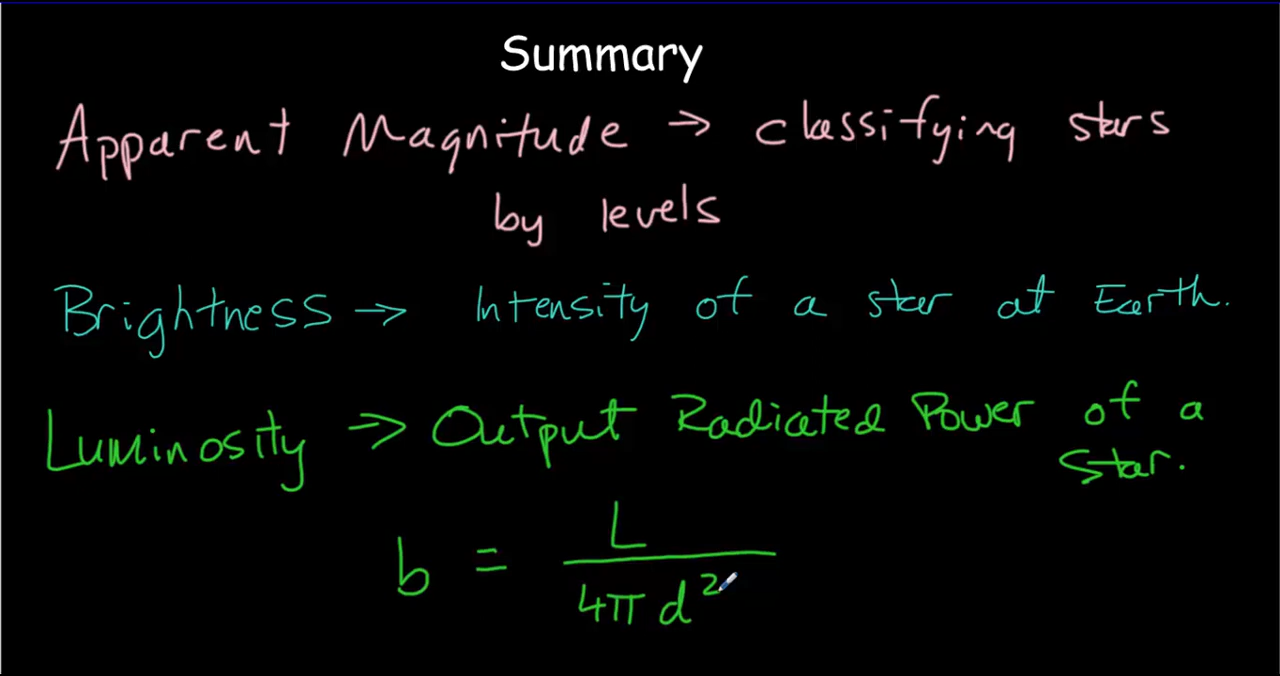 Summary
Apparent Magnitude → classifying stars
by levels
Brightness → Intensity of a star at Earth.
Luminosity → Output Radiated Power of a
Star.
b = L / 4π d²